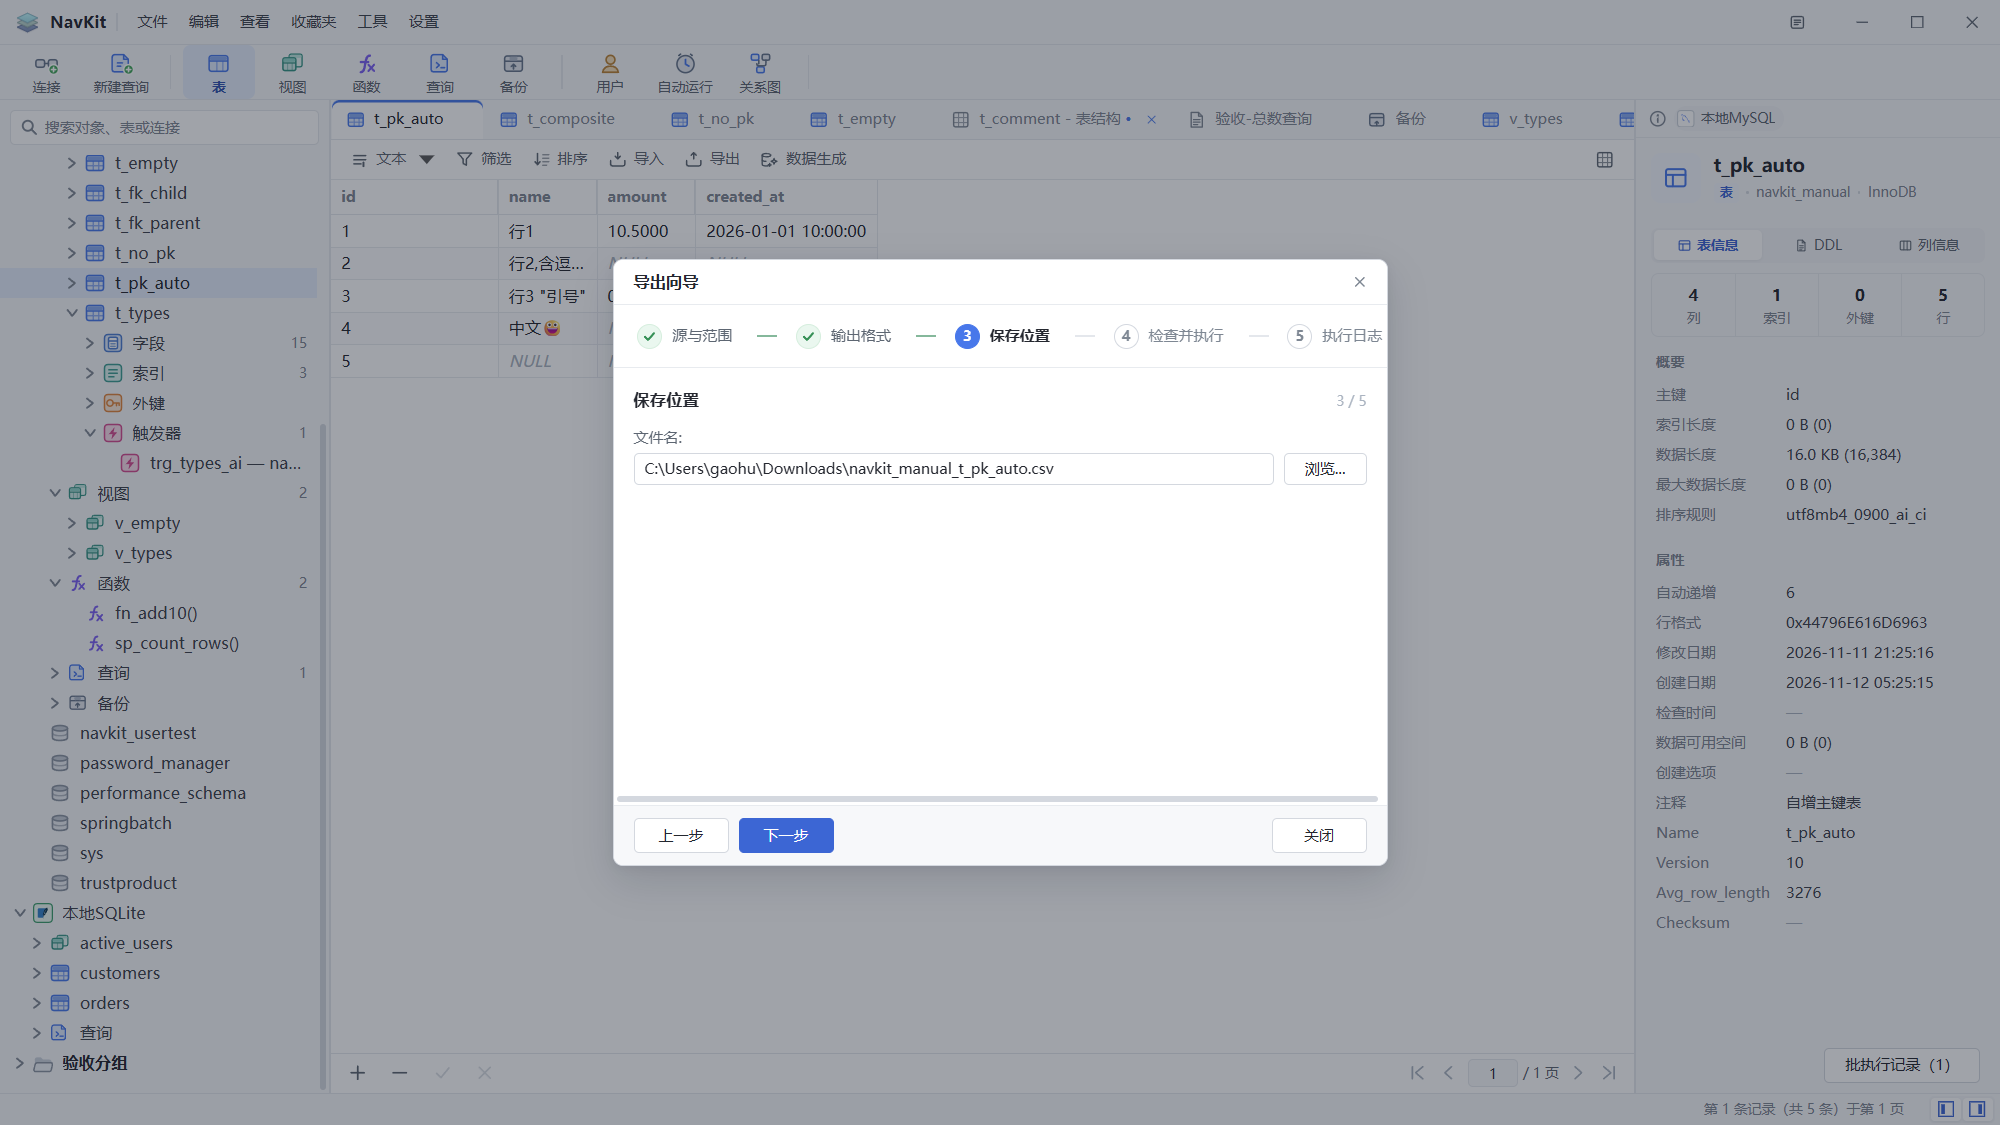 NavKit 文件 编辑 查看 收藏夹 工具 设置
连接 新建查询 表 视图 函数 查询 备份 用户 自动运行 关系图
搜索对象、表或连接
t_empty
t_fk_child
t_fk_parent
t_no_pk
t_pk_auto
t_types
字段 15
索引 3
外键
触发器 1
trg_types_ai — na...
视图 2
v_empty
v_types
函数 2
fn_add10()
sp_count_rows()
查询 1
备份
navkit_usertest
password_manager
performance_schema
springbatch
sys
trustproduct
本地SQLite
active_users
customers
orders
查询
验收分组
t_pk_auto t_composite t_no_pk t_empty t_comment - 表结构 • × 验收-总数查询 备份 v_types
文本 筛选 排序 导入 导出 数据生成
id name amount created_at
1 行1 10.5000 2026-01-01 10:00:00
2 行2,含逗...
3 行3 "引号"
4 中文😀
5 NULL
导出向导
源与范围 输出格式 3 保存位置 4 检查并执行 5 执行日志
保存位置 3 / 5
文件名:
C:\Users\gaohu\Downloads\navkit_manual_t_pk_auto.csv 浏览...
上一步 下一步 关闭
1 / 1 页
本地MySQL
t_pk_auto
表 · navkit_manual · InnoDB
表信息 DDL 列信息
4 1 0 5
列 索引 外键 行
概要
主键 id
索引长度 0 B (0)
数据长度 16.0 KB (16,384)
最大数据长度 0 B (0)
排序规则 utf8mb4_0900_ai_ci
属性
自动递增 6
行格式 0x44796E616D6963
修改日期 2026-11-11 21:25:16
创建日期 2026-11-12 05:25:15
检查时间 —
数据可用空间 0 B (0)
创建选项 —
注释 自增主键表
Name t_pk_auto
Version 10
Avg_row_length 3276
Checksum —
批执行记录 (1)
第 1 条记录 (共 5 条) 于第 1 页